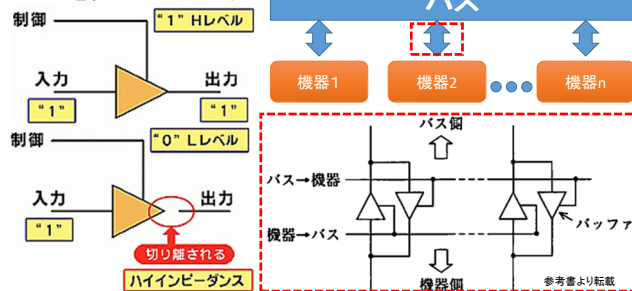 制御
"1" Hレベル
入力
出力
"1"
"1"
制御
"0" Lレベル
入力
出力
"1"
切り離される
ハイインピーダンス
バス
機器1
機器2
機器n
バス側
バス→機器
機器→バス
バッファ
機器側
参考書より転載